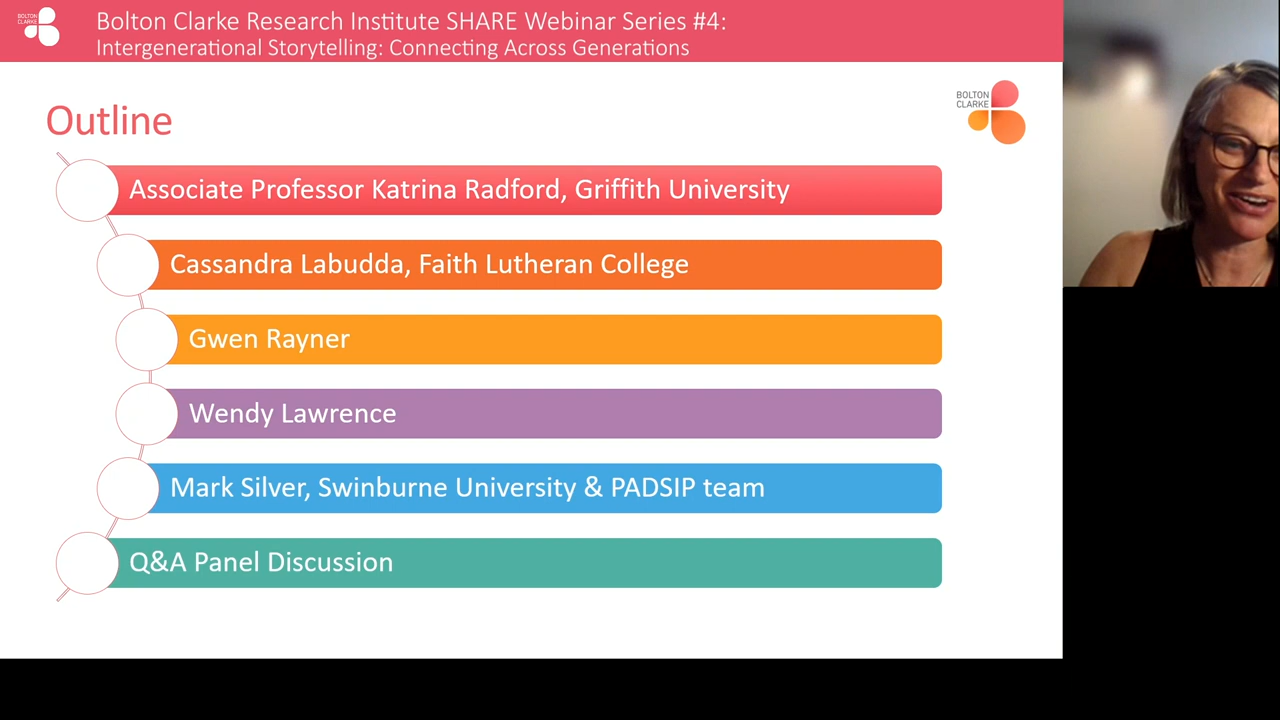 BOLTON
CLARKE
Bolton Clarke Research Institute SHARE Webinar Series #4:
Intergenerational Storytelling: Connecting Across Generations
Outline
BOLTON
CLARKE
Associate Professor Katrina Radford, Griffith University
Cassandra Labudda, Faith Lutheran College
Gwen Rayner
Wendy Lawrence
Mark Silver, Swinburne University & PADSIP team
Q&A Panel Discussion